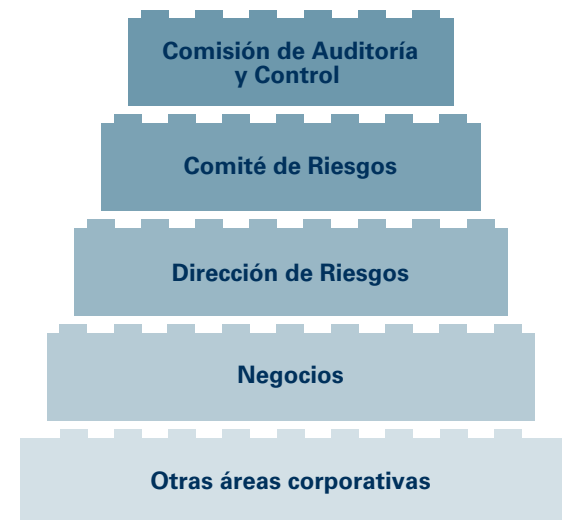 Comisión de Auditoría
y Control
Comité de Riesgos
Dirección de Riesgos
Negocios
Otras áreas corporativas